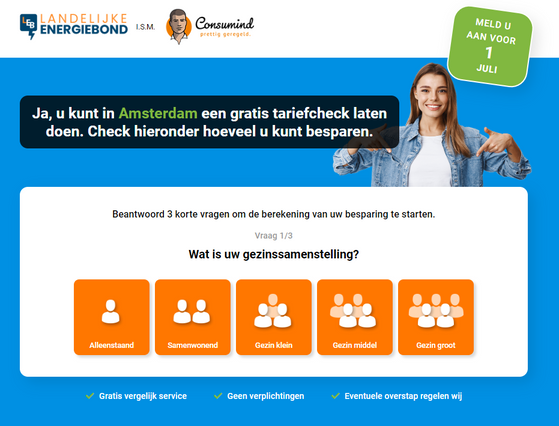 LEB
LANDELIJKE
ENERGIEBOND
I.S.M.
Consumind
prettig geregeld.
MELD U
AAN VOOR
1
JULI
Ja, u kunt in Amsterdam een gratis tariefcheck laten
doen. Check hieronder hoeveel u kunt besparen.
Beantwoord 3 korte vragen om de berekening van uw besparing te starten.
Vraag 1/3
Wat is uw gezinssamenstelling?
Alleenstaand
Samenwonend
Gezin klein
Gezin middel
Gezin groot
Gratis vergelijk service
Geen verplichtingen
Eventuele overstap regelen wij